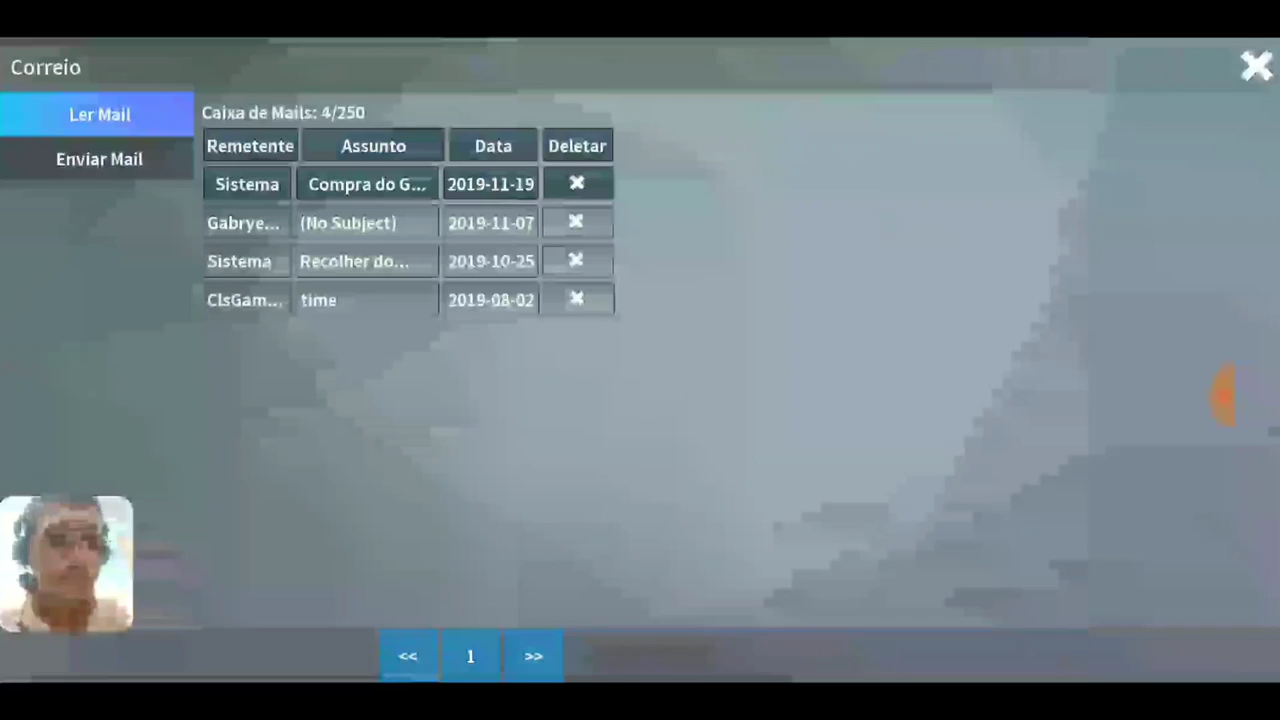 Correio
Ler Mail
Enviar Mail
Caixa de Mails: 4/250
Remetente Assunto Data Deletar
Sistema Compra do G... 2019-11-19
Gabrye... (No Subject) 2019-11-07
Sistema Recolher do... 2019-10-25
ClsGam... time 2019-08-02
<< 1 >>